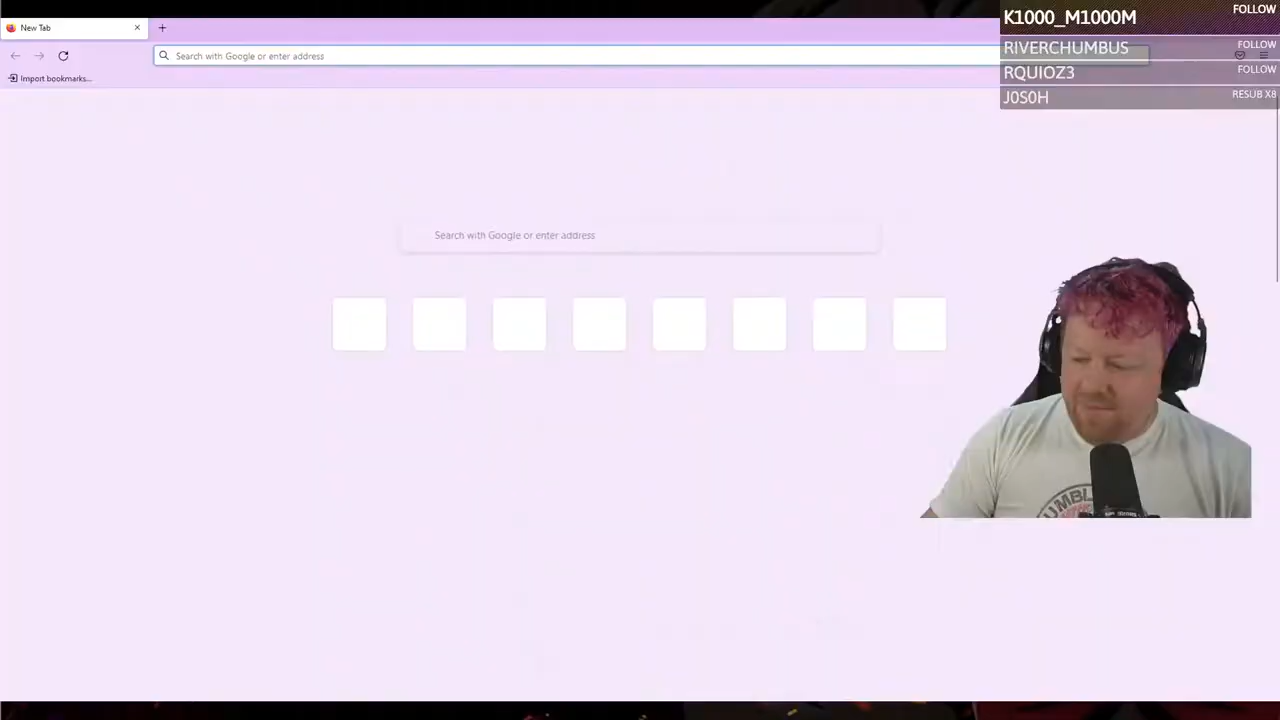 New Tab
K1000_M1000M FOLLOW
RIVERCHUMBUS FOLLOW
RQUIOZ3 FOLLOW
J0S0H RESUB X8
Search with Google or enter address
Import bookmarks...
Search with Google or enter address